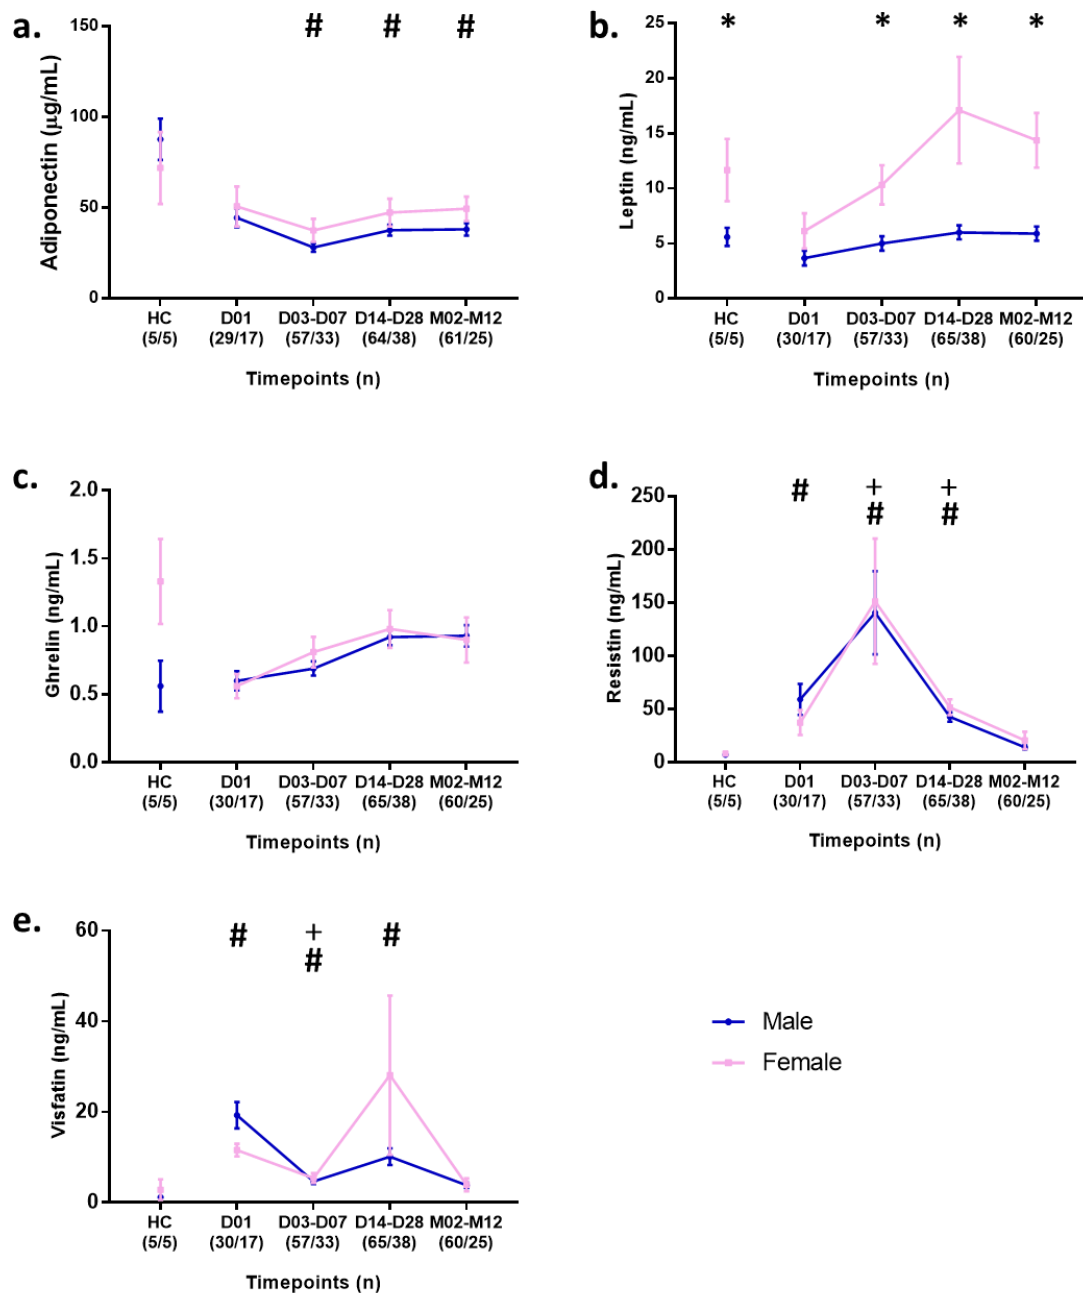 a.
150
100
50
0
Adiponectin (μg/mL)
# # #
HC D01 D03-D07 D14-D28 M02-M12
(5/5) (29/17) (57/33) (64/38) (61/25)
Timepoints (n)
b.
25
20
15
10
5
0
Leptin (ng/mL)
* * * *
HC D01 D03-D07 D14-D28 M02-M12
(5/5) (30/17) (57/33) (65/38) (60/25)
Timepoints (n)
c.
2.0
1.5
1.0
0.5
0.0
Ghrelin (ng/mL)
HC D01 D03-D07 D14-D28 M02-M12
(5/5) (30/17) (57/33) (65/38) (60/25)
Timepoints (n)
d.
250
200
150
100
50
0
Resistin (ng/mL)
# + +
# #
HC D01 D03-D07 D14-D28 M02-M12
(5/5) (30/17) (57/33) (65/38) (60/25)
Timepoints (n)
e.
60
40
20
0
Visfatin (ng/mL)
# + #
#
HC D01 D03-D07 D14-D28 M02-M12
(5/5) (30/17) (57/33) (65/38) (60/25)
Timepoints (n)
Male
Female